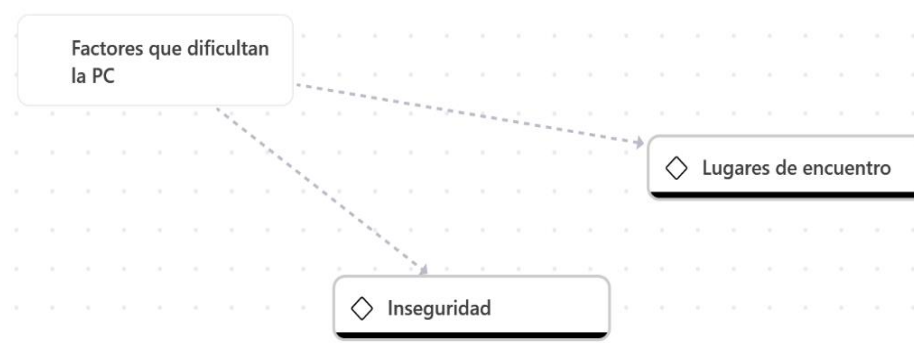 Factores que dificultan
la PC
Lugares de encuentro
Inseguridad